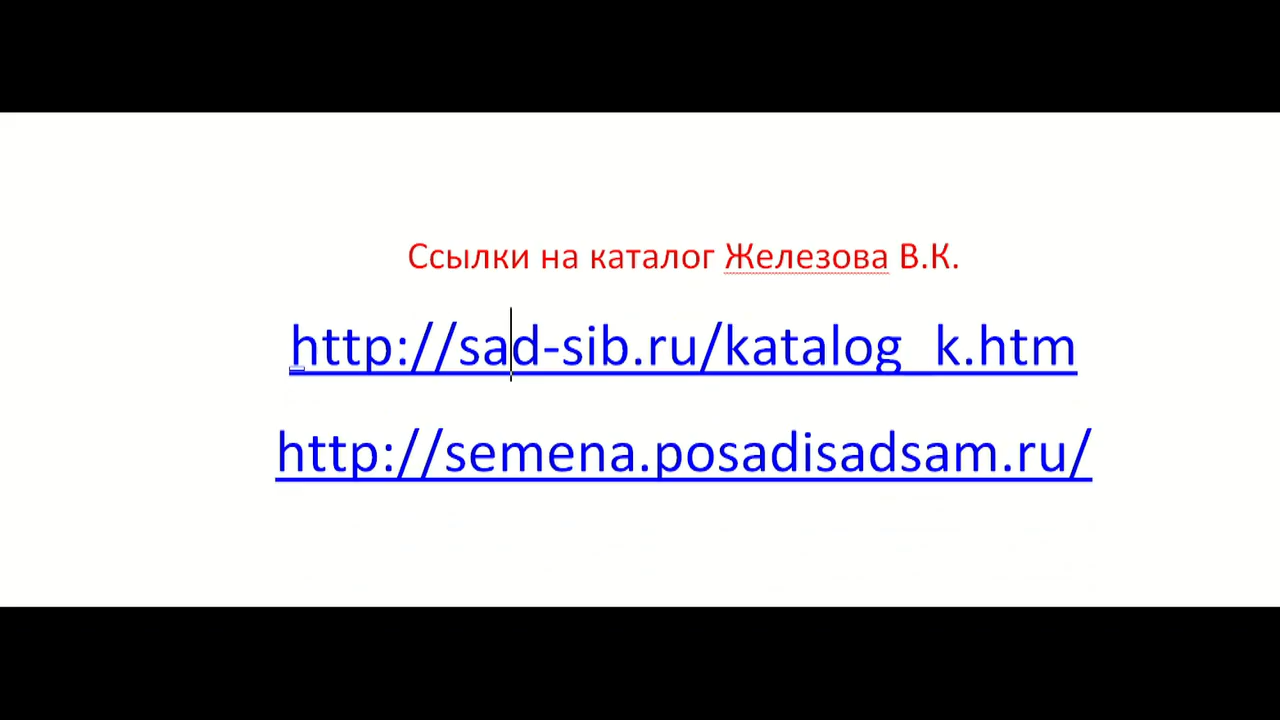 Ссылки на каталог Железова В.К.
http://sad-sib.ru/katalog_k.htm
http://semena.posadisadsam.ru/